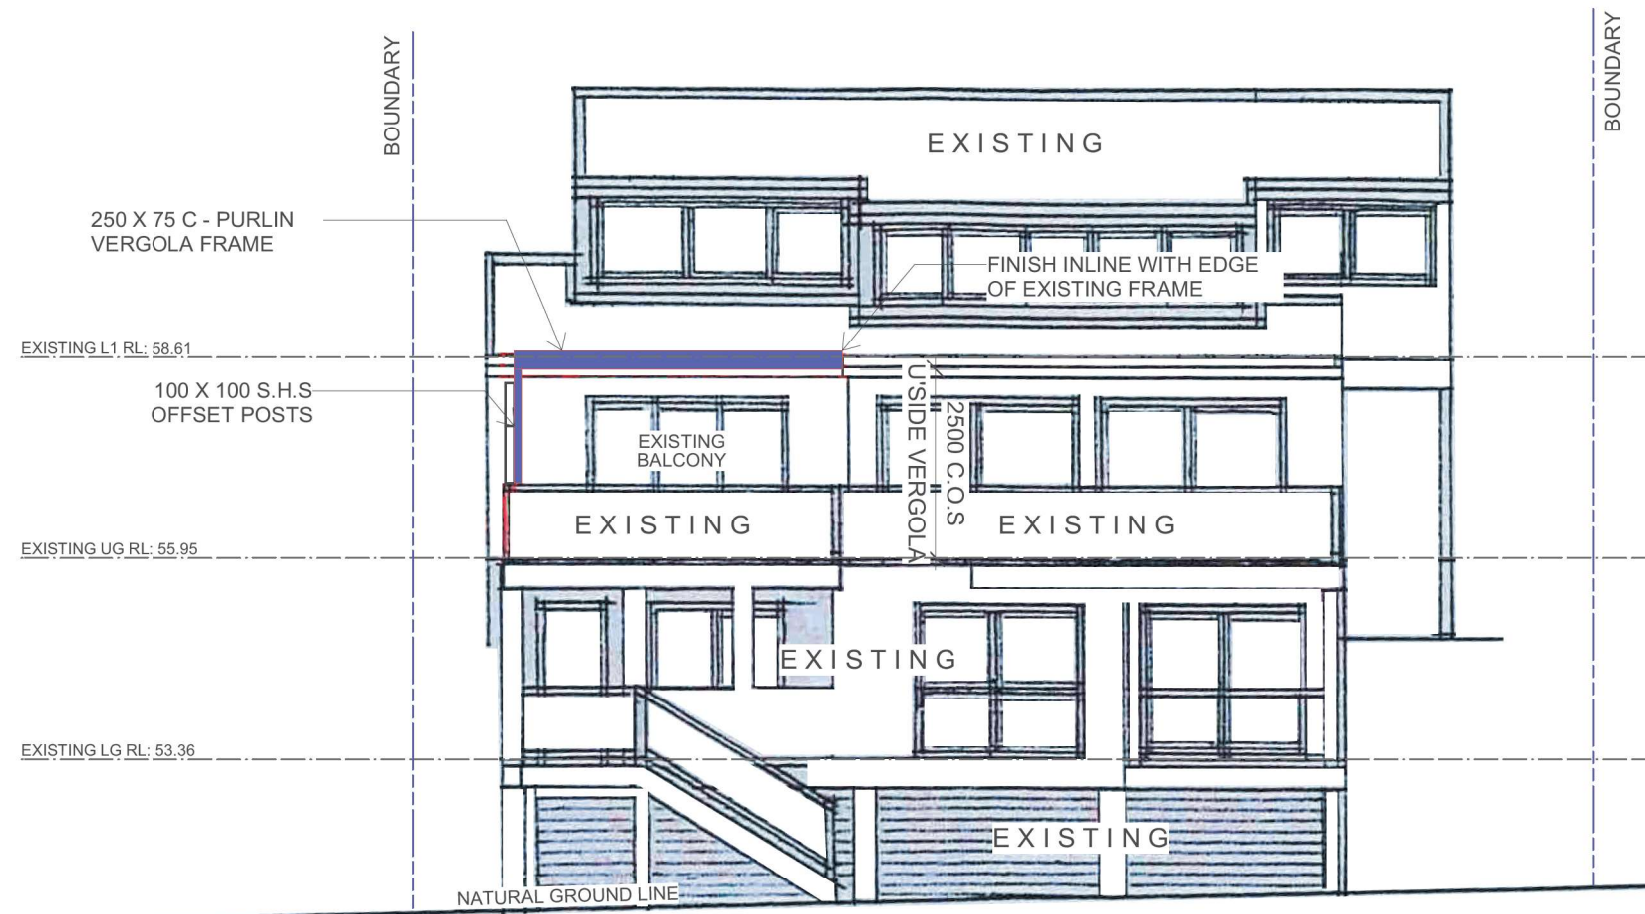 BOUNDARY
BOUNDARY
EXISTING
250 X 75 C - PURLIN
VERGOLA FRAME
FINISH INLINE WITH EDGE
OF EXISTING FRAME
EXISTING L1 RL: 58.61
100 X 100 S.H.S
OFFSET POSTS
EXISTING
BALCONY
2500 C.O.S
U'SIDE VERGOLA
EXISTING
EXISTING
EXISTING UG RL: 55.95
EXISTING
EXISTING LG RL: 53.36
EXISTING
NATURAL GROUND LINE